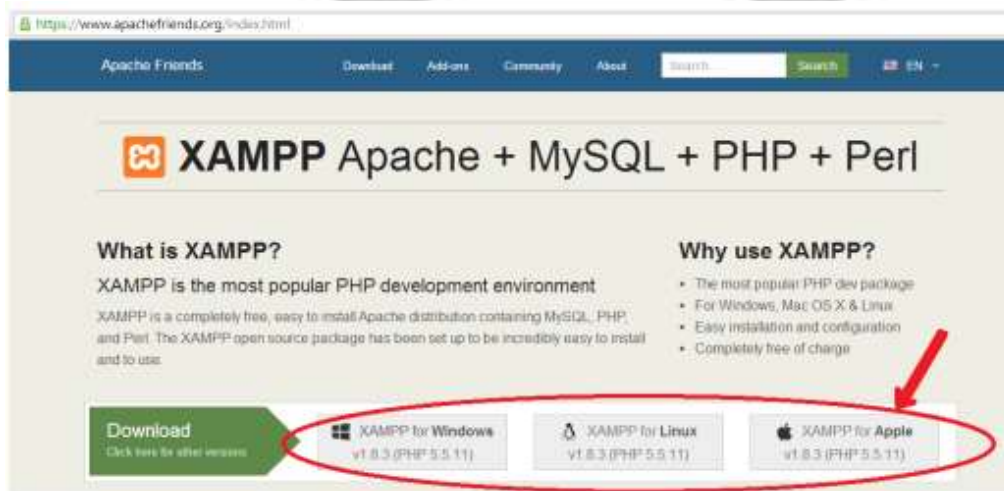 https://www.apachefriends.org/index.html
Apache Friends Download Add-ons Community About Search... Search EN
XAMPP Apache + MySQL + PHP + Perl
What is XAMPP?
XAMPP is the most popular PHP development environment
XAMPP is a completely free, easy to install Apache distribution containing MySQL, PHP,
and Perl. The XAMPP open source package has been set up to be incredibly easy to install
and to use.
Why use XAMPP?
• The most popular PHP dev package
• For Windows, Mac OS X & Linux
• Easy installation and configuration
• Completely free of charge
Download
Click here for other versions
XAMPP for Windows
v1.8.3 (PHP 5.5.11)
XAMPP for Linux
v1.8.3 (PHP 5.5.11)
XAMPP for Apple
v1.8.3 (PHP 5.5.11)